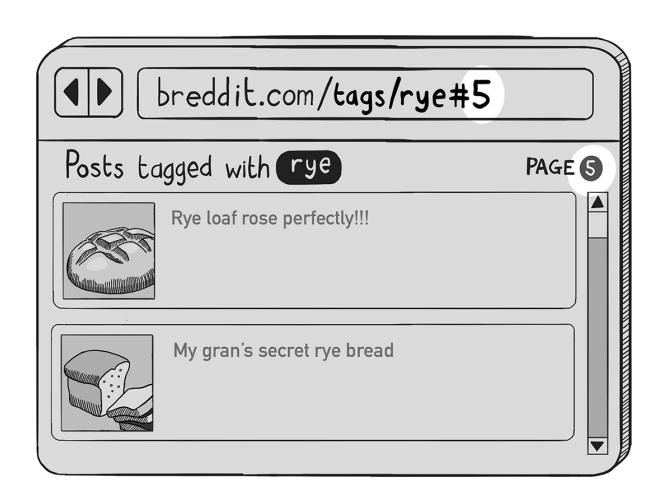 breddit.com/tags/rye#5
Posts tagged with rye PAGE 5
Rye loaf rose perfectly!!!
My gran's secret rye bread